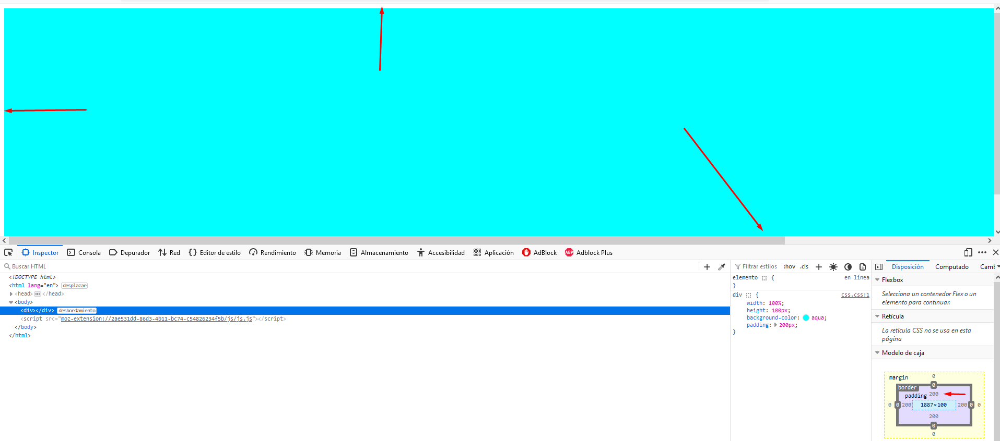 Inspector Consola Depurador Red Editor de estilo Rendimiento Memoria Almacenamiento Accesibilidad Aplicación AdBlock ABP Adblock Plus
Buscar HTML
<!DOCTYPE html>
<html lang="en"> desplazar
<head> ••• </head>
<body>
<div></div> desbordamiento
<script src="moz-extension://2ae531dd-86d3-4b11-bc74-c54826234f5b/js/js.js"></script>
</body>
</html>
Filtrar estilos :hov .cls
elemento { en línea
}
div { css.css:1
width: 100%;
height: 100px;
background-color: aqua;
padding: 200px;
}
Disposición Computado Camb
Flexbox
Selecciona un contenedor Flex o un
elemento para continuar.
Retícula
La retícula CSS no se usa en esta
página
Modelo de caja
margin 0
border 0
padding 200
0 0 200 1887×100 200 0 0
200
0
0